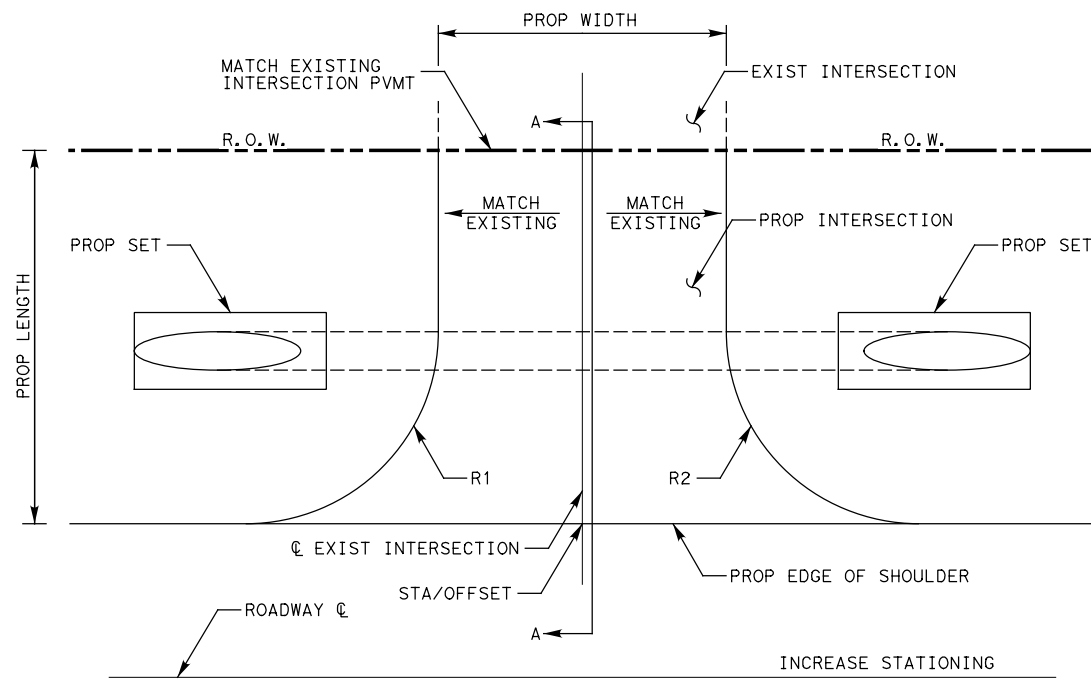 PROP WIDTH
MATCH EXISTING
INTERSECTION PVMT
EXIST INTERSECTION
A
R.O.W.
R.O.W.
MATCH
EXISTING
MATCH
EXISTING
PROP INTERSECTION
PROP SET
PROP SET
PROP LENGTH
R1
R2
℄ EXIST INTERSECTION
STA/OFFSET
PROP EDGE OF SHOULDER
ROADWAY ℄
A
INCREASE STATIONING